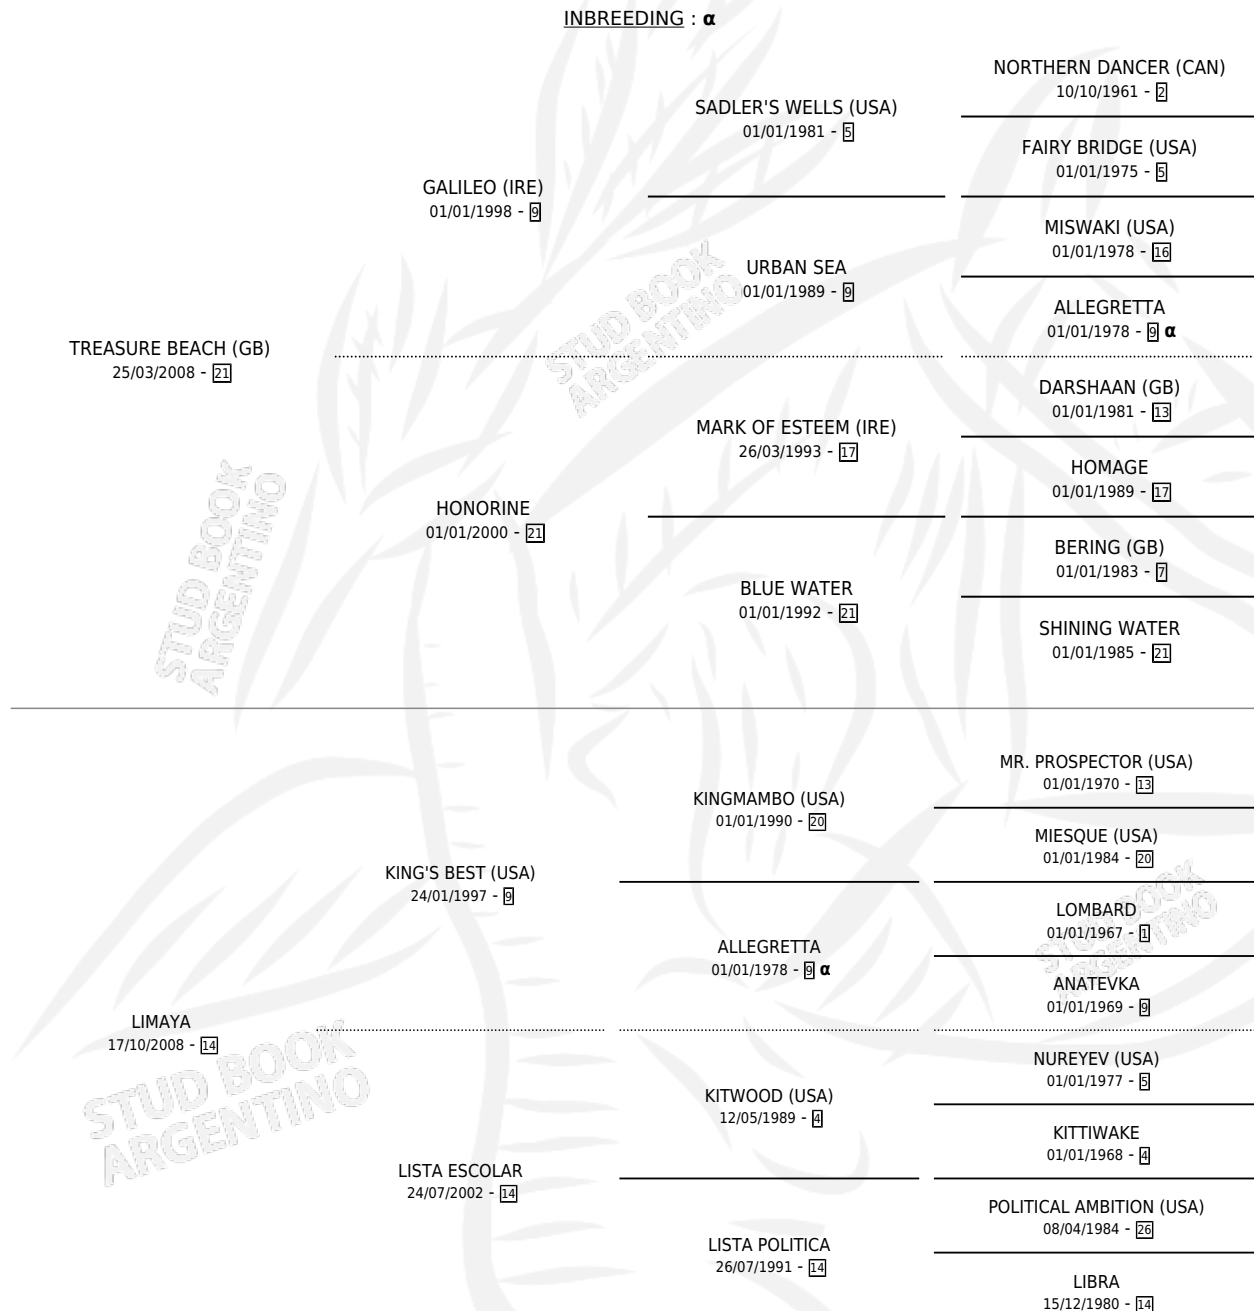 INBREEDING : α
NORTHERN DANCER (CAN)
10/10/1961 - 2
SADLER'S WELLS (USA)
01/01/1981 - 5
FAIRY BRIDGE (USA)
01/01/1975 - 5
GALILEO (IRE)
01/01/1998 - 9
MISWAKI (USA)
01/01/1978 - 16
URBAN SEA
01/01/1989 - 9
ALLEGRETTA
01/01/1978 - 9 α
TREASURE BEACH (GB)
25/03/2008 - 21
DARSHAAN (GB)
01/01/1981 - 13
MARK OF ESTEEM (IRE)
26/03/1993 - 17
HOMAGE
01/01/1989 - 17
HONORINE
01/01/2000 - 21
BERING (GB)
01/01/1983 - 7
BLUE WATER
01/01/1992 - 21
SHINING WATER
01/01/1985 - 21
MR. PROSPECTOR (USA)
01/01/1970 - 13
KINGMAMBO (USA)
01/01/1990 - 20
MIESQUE (USA)
01/01/1984 - 20
KING'S BEST (USA)
24/01/1997 - 9
LOMBARD
01/01/1967 - 1
ALLEGRETTA
01/01/1978 - 9 α
ANATEVKA
01/01/1969 - 9
LIMAYA
17/10/2008 - 14
NUREYEV (USA)
01/01/1977 - 5
KITWOOD (USA)
12/05/1989 - 4
KITTIWAKE
01/01/1968 - 4
LISTA ESCOLAR
24/07/2002 - 14
POLITICAL AMBITION (USA)
08/04/1984 - 26
LISTA POLITICA
26/07/1991 - 14
LIBRA
15/12/1980 - 14
STUD BOOK
ARGENTINO
STUD BOOK
ARGENTINO
STUD BOOK
ARGENTINO
STUD BOOK
ARGENTINO